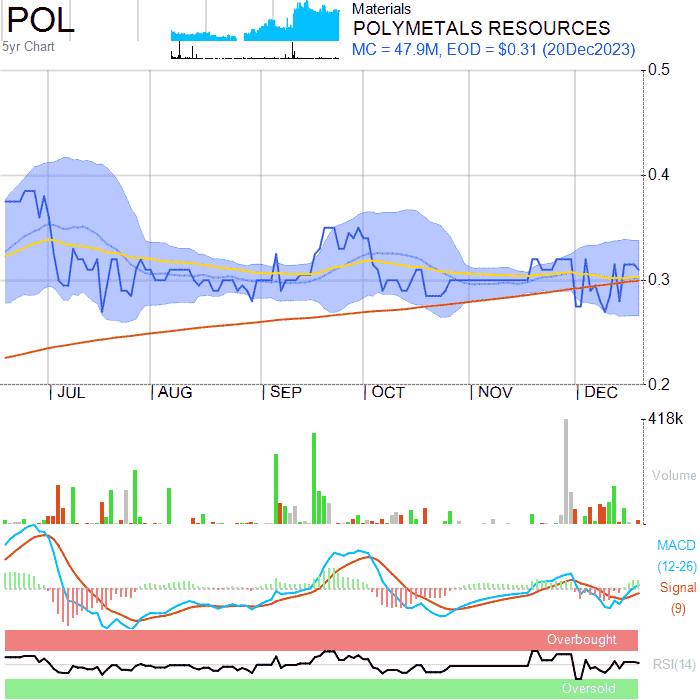 POL
5yr Chart
Materials
POLYMETALS RESOURCES
MC = 47.9M, EOD = $0.31 (20Dec2023)
0.5
0.4
0.3
0.2
JUL AUG SEP OCT NOV DEC
418k
Volume
MACD
(12-26)
Signal
(9)
Overbought
RSI(14)
Oversold